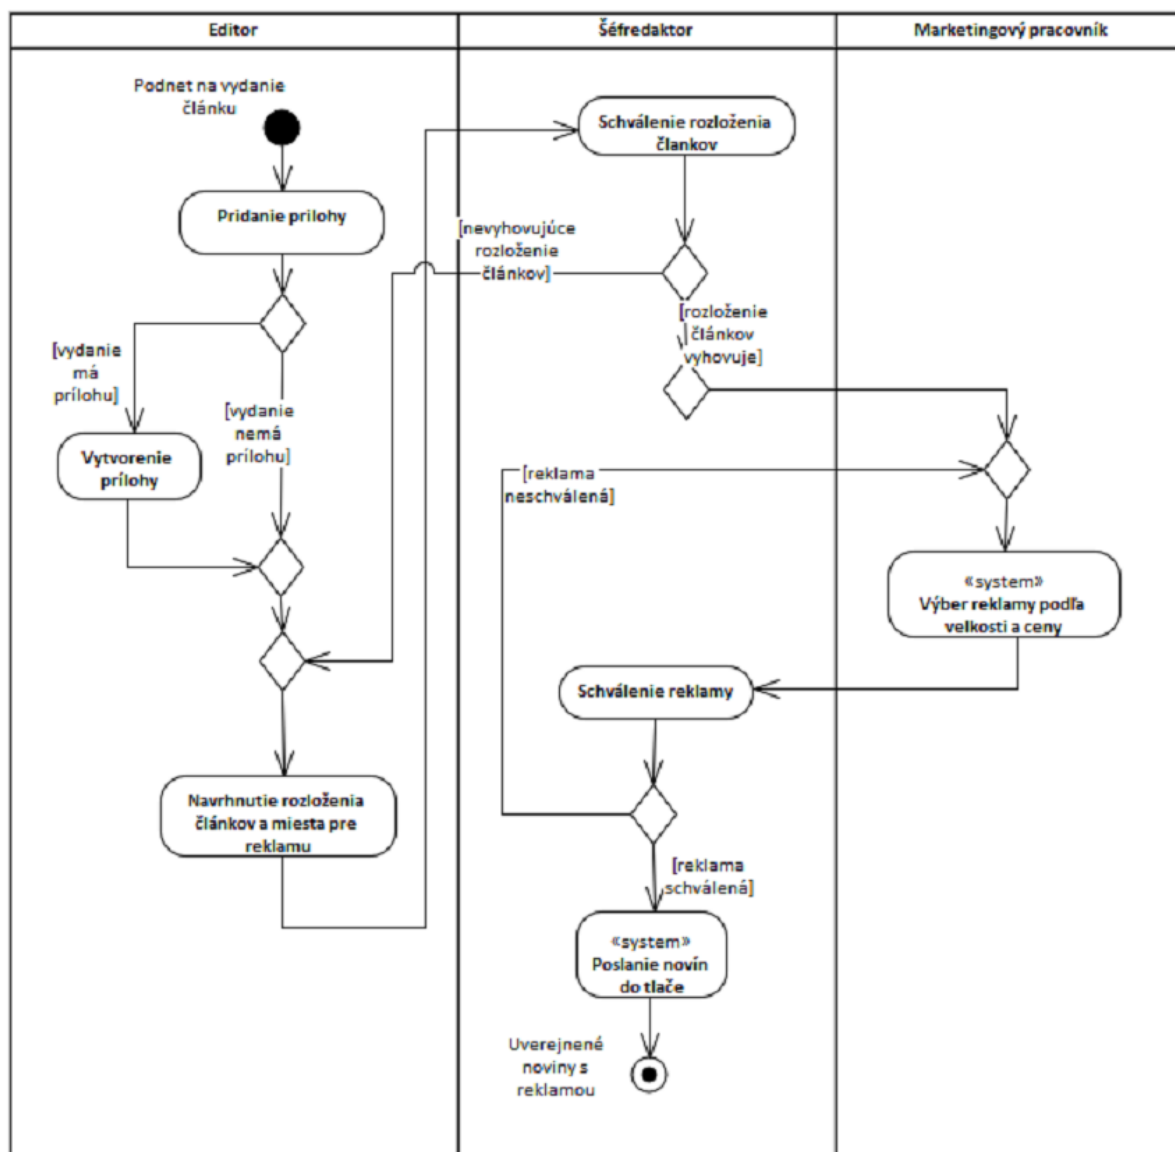 Editor
Šéfredaktor
Marketingový pracovník
Podnet na vydanie
článku
Pridanie prilohy
[vydanie
má
prílohu]
[vydanie
nemá
prílohu]
Vytvorenie
prílohy
Navrhnutie rozloženia
článkov a miesta pre
reklamu
Schválenie rozloženia
člankov
[nevyhovujúce
rozloženie
článkov]
[rozloženie
článkov
vyhovuje]
[reklama
neschválená]
«system»
Výber reklamy podľa
velkosti a ceny
Schválenie reklamy
[reklama
schválená]
«system»
Poslanie novín
do tlače
Uverejnené
noviny s
reklamou